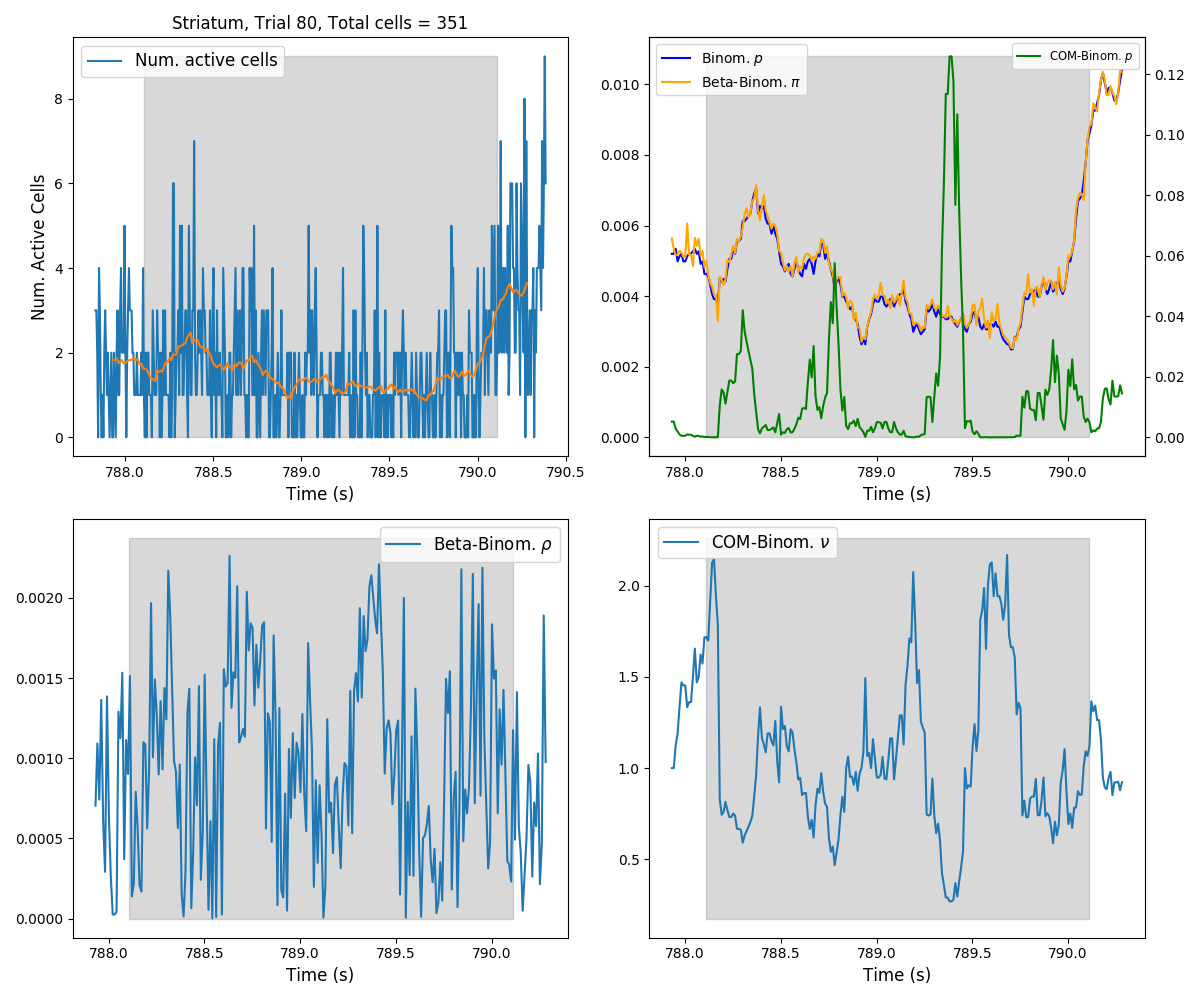 Striatum, Trial 80, Total cells = 351
Num. active cells
Num. Active Cells
8
6
4
2
0
788.0 788.5 789.0 789.5 790.0 790.5
Time (s)
Binom. p
Beta-Binom. π
COM-Binom. p
0.010
0.008
0.006
0.004
0.002
0.000
0.12
0.10
0.08
0.06
0.04
0.02
0.00
788.0 788.5 789.0 789.5 790.0
Time (s)
Beta-Binom. ρ
0.0020
0.0015
0.0010
0.0005
0.0000
788.0 788.5 789.0 789.5 790.0
Time (s)
COM-Binom. ν
2.0
1.5
1.0
0.5
788.0 788.5 789.0 789.5 790.0
Time (s)